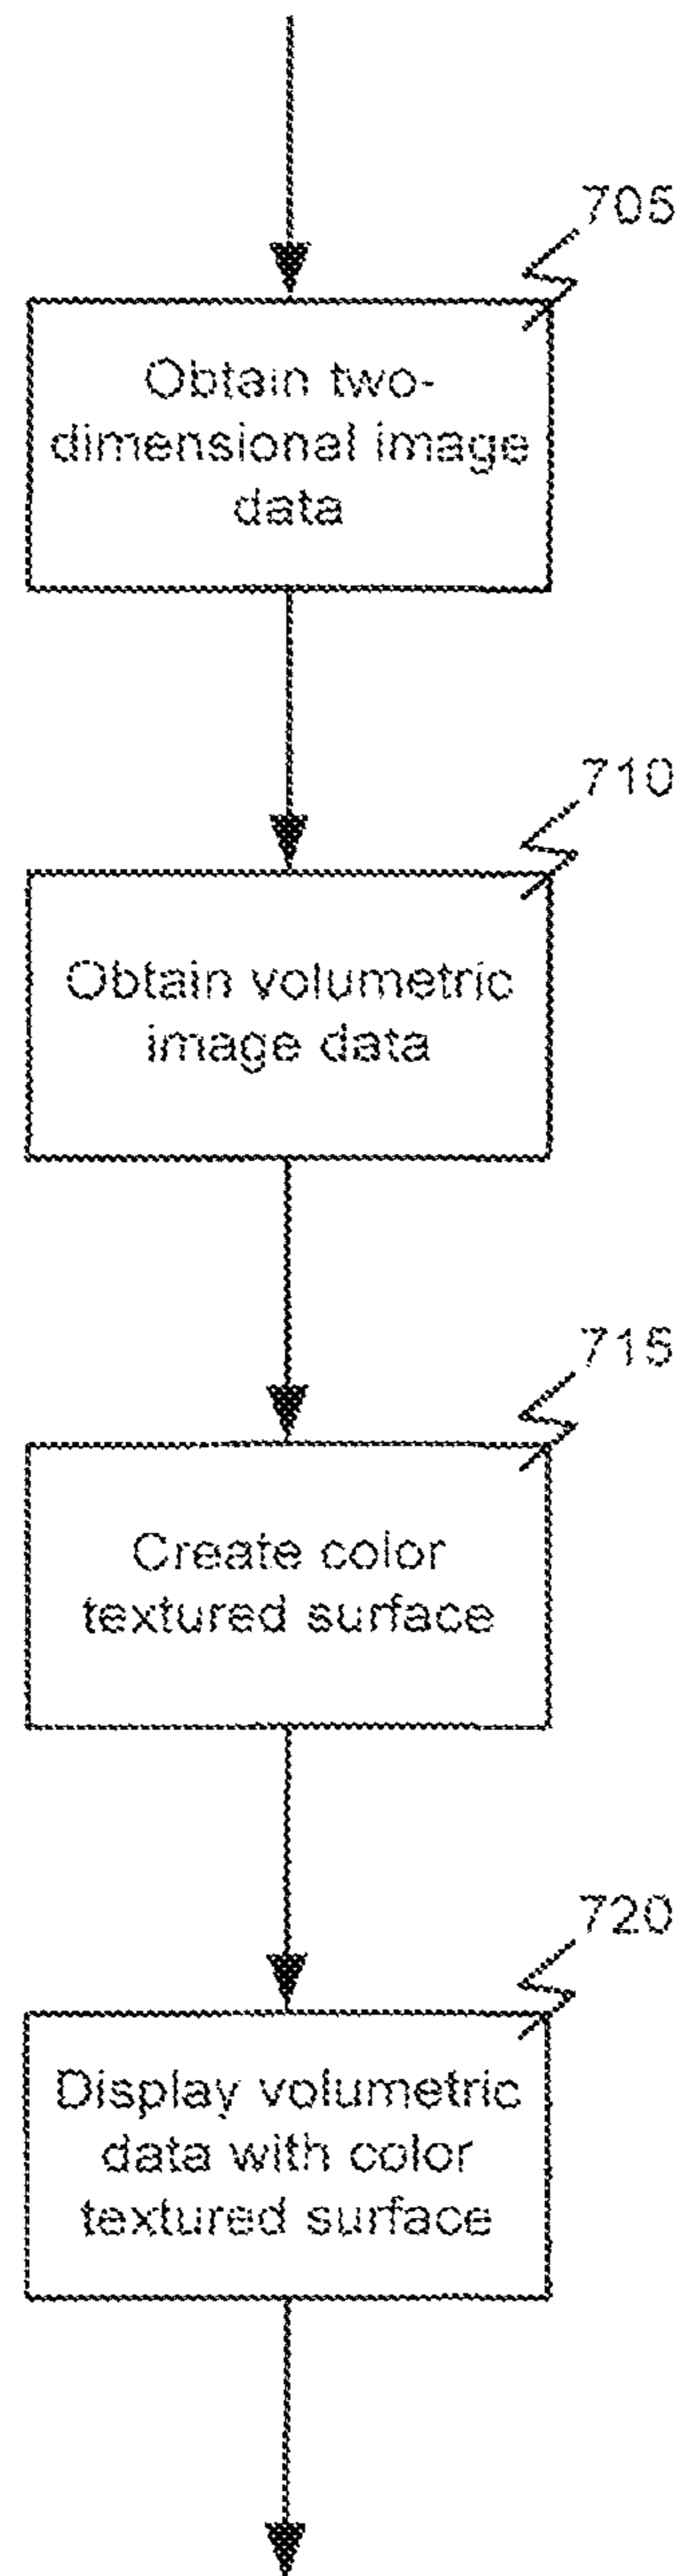 705
Obtain two-
dimensional image
data
710
Obtain volumetric
image data
715
Create color
textured surface
720
Display volumetric
data with color
textured surface